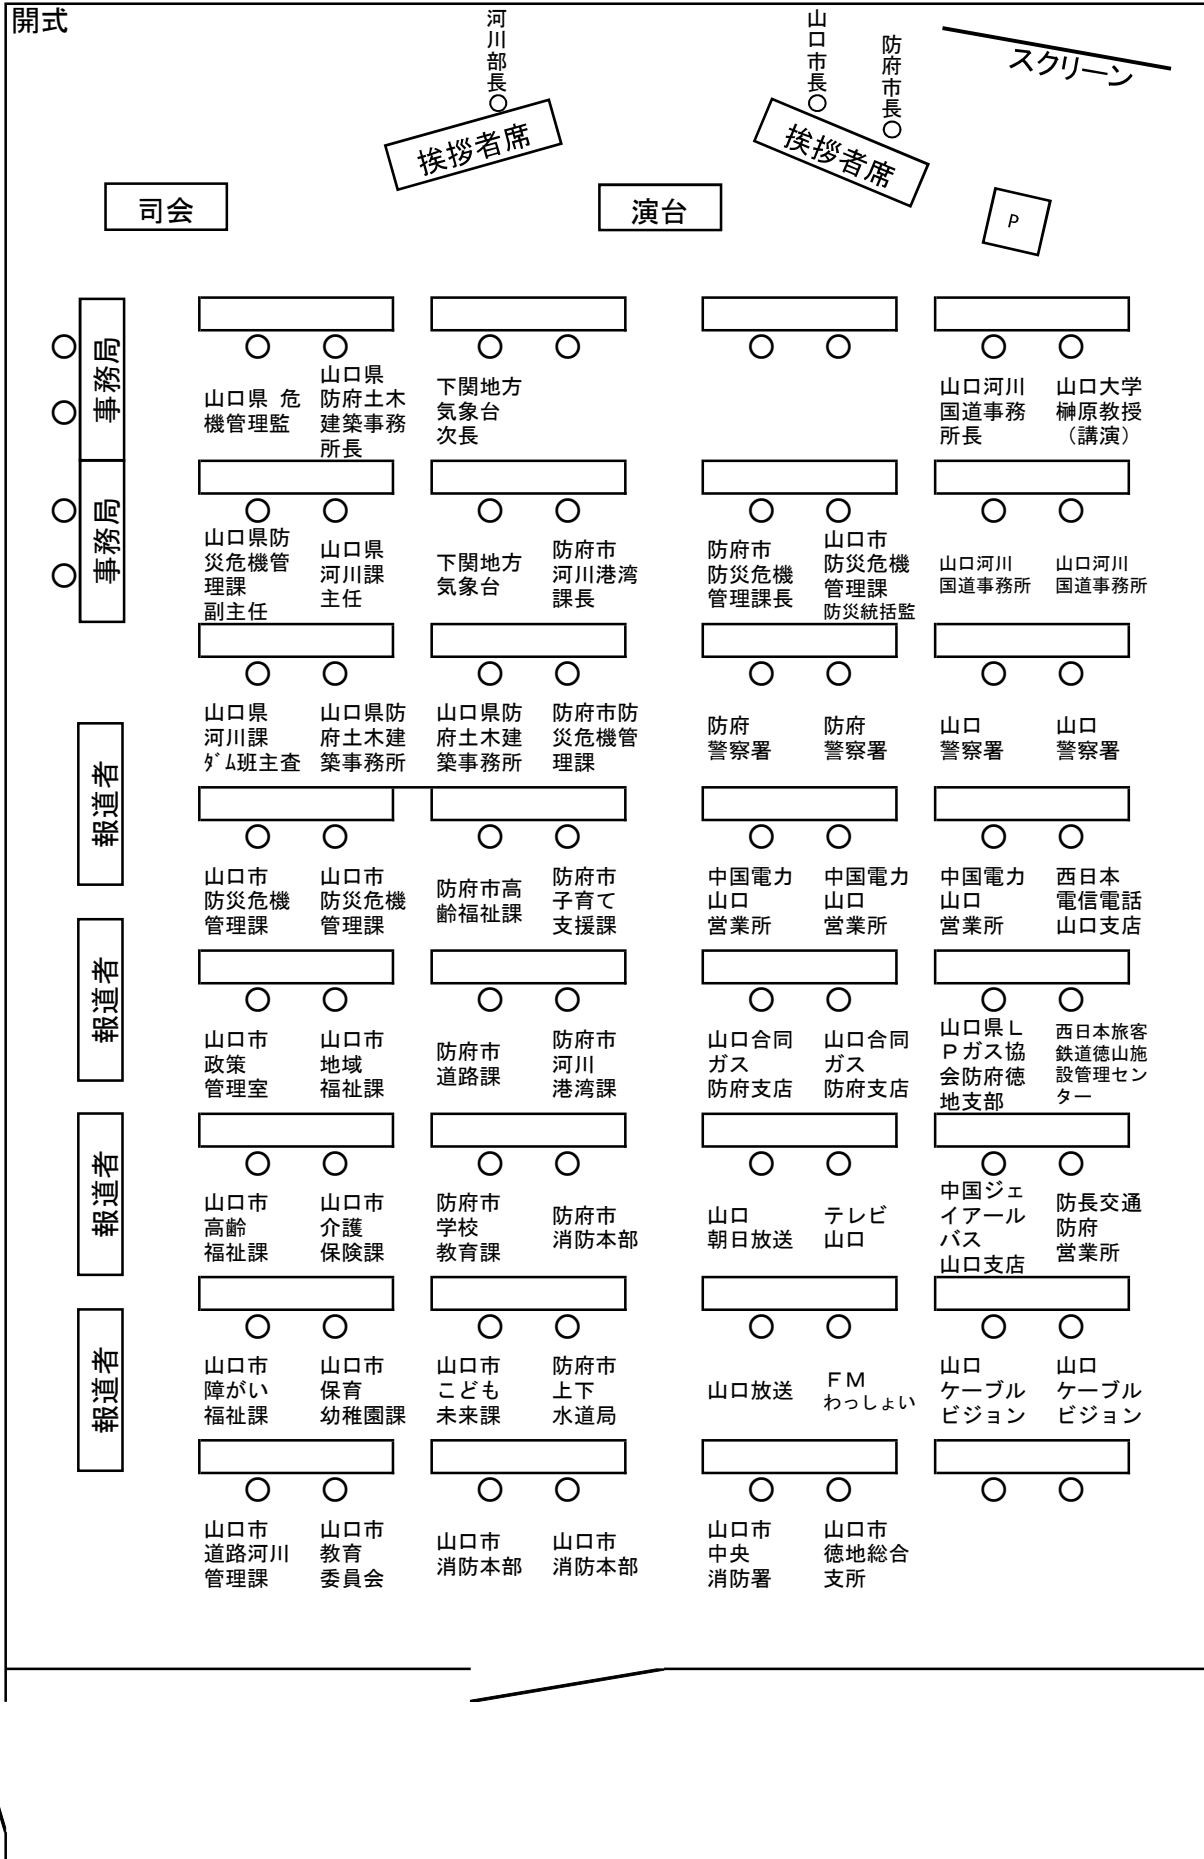 開式
河川部長
山口市長
防府市長
スクリーン
挨拶者席
挨拶者席
司会
演台
P
事務局
山口県 危
機管理監
山口県
防府土木
建築事務
所長
下関地方
気象台
次長
山口河川
国道事務
所長
山口大学
榊原教授
（講演）
事務局
山口県防
災危機管
理課
副主任
山口県
河川課
主任
下関地方
気象台
防府市
河川港湾
課長
防府市
防災危機
管理課長
山口市
防災危機
管理課
防災統括監
山口河川
国道事務所
山口河川
国道事務所
山口県
河川課
ﾀﾞﾑ班主査
山口県防
府土木建
築事務所
山口県防
府土木建
築事務所
防府市防
災危機管
理課
防府
警察署
防府
警察署
山口
警察署
山口
警察署
報道者
山口市
防災危機
管理課
山口市
防災危機
管理課
防府市高
齢福祉課
防府市
子育て
支援課
中国電力
山口
営業所
中国電力
山口
営業所
中国電力
山口
営業所
西日本
電信電話
山口支店
報道者
山口市
政策
管理室
山口市
地域
福祉課
防府市
道路課
防府市
河川
港湾課
山口合同
ガス
防府支店
山口合同
ガス
防府支店
山口県Ｌ
Ｐガス協
会防府徳
地支部
西日本旅客
鉄道徳山施
設管理セン
ター
報道者
山口市
高齢
福祉課
山口市
介護
保険課
防府市
学校
教育課
防府市
消防本部
山口
朝日放送
テレビ
山口
中国ジェ
イアール
バス
山口支店
防長交通
防府
営業所
報道者
山口市
障がい
福祉課
山口市
保育
幼稚園課
山口市
こども
未来課
防府市
上下
水道局
山口放送
ＦＭ
わっしょい
山口
ケーブル
ビジョン
山口
ケーブル
ビジョン
山口市
道路河川
管理課
山口市
教育
委員会
山口市
消防本部
山口市
消防本部
山口市
中央
消防署
山口市
徳地総合
支所